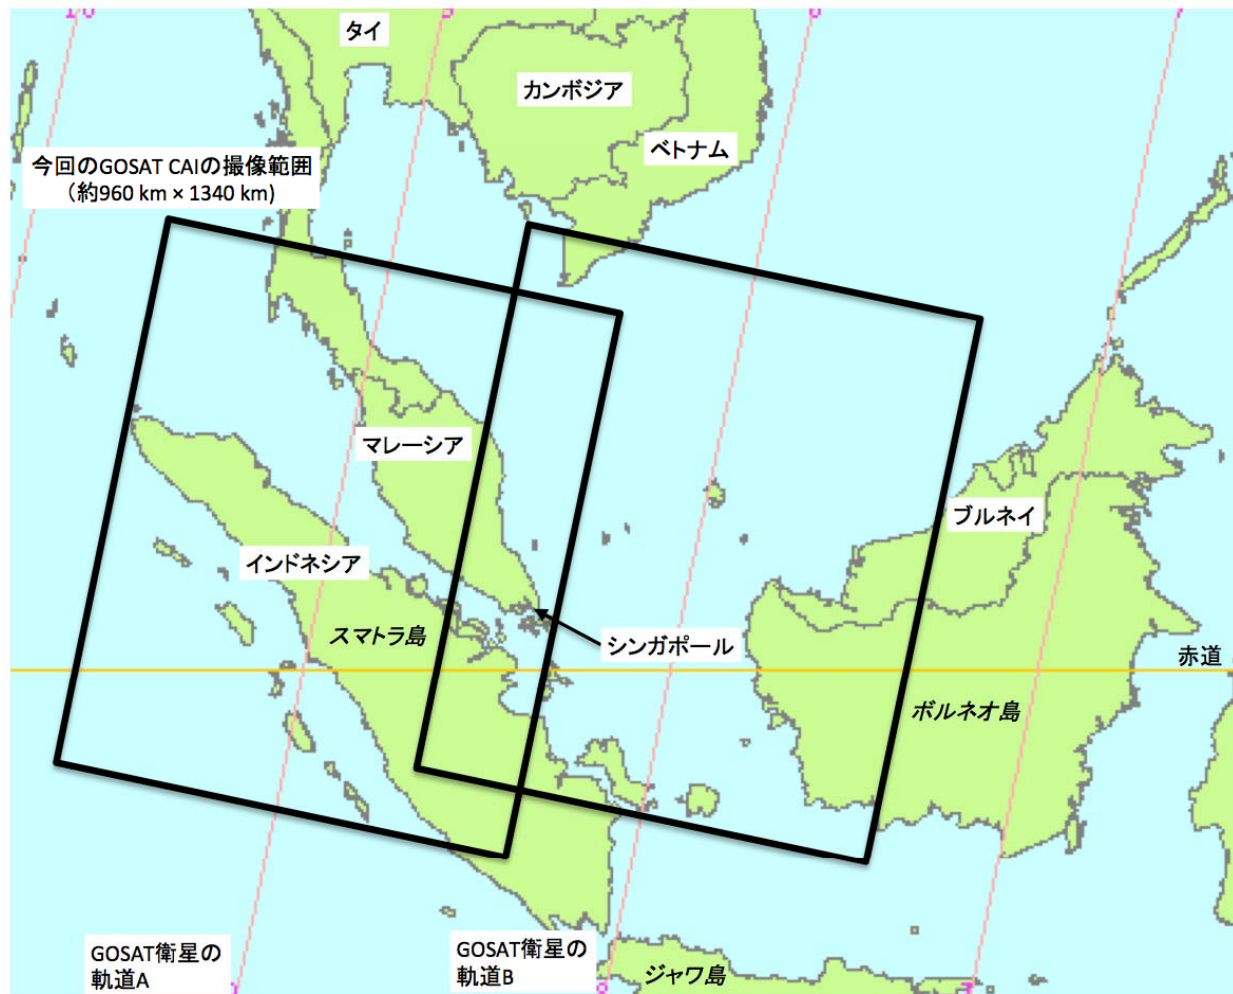 タイ
カンボジア
ベトナム
今回のGOSAT CAIの撮像範囲
(約960 km × 1340 km)
マレーシア
インドネシア
ブルネイ
スマトラ島
シンガポール
赤道
ボルネオ島
GOSAT衛星の
軌道A
GOSAT衛星の
軌道B
ジャワ島